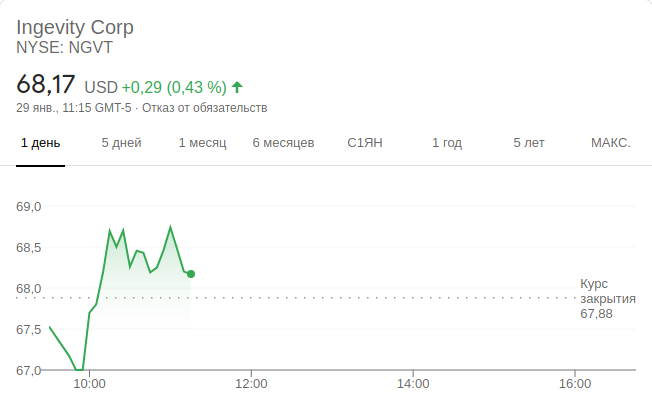 Ingevity Corp
NYSE: NGVT
68,17 USD +0,29 (0,43 %)
29 янв., 11:15 GMT-5 · Отказ от обязательств
1 день 5 дней 1 месяц 6 месяцев С1ЯН 1 год 5 лет МАКС.
69,0
68,5
68,0
67,5
67,0
Курс
закрытия
67,88
10:00 12:00 14:00 16:00